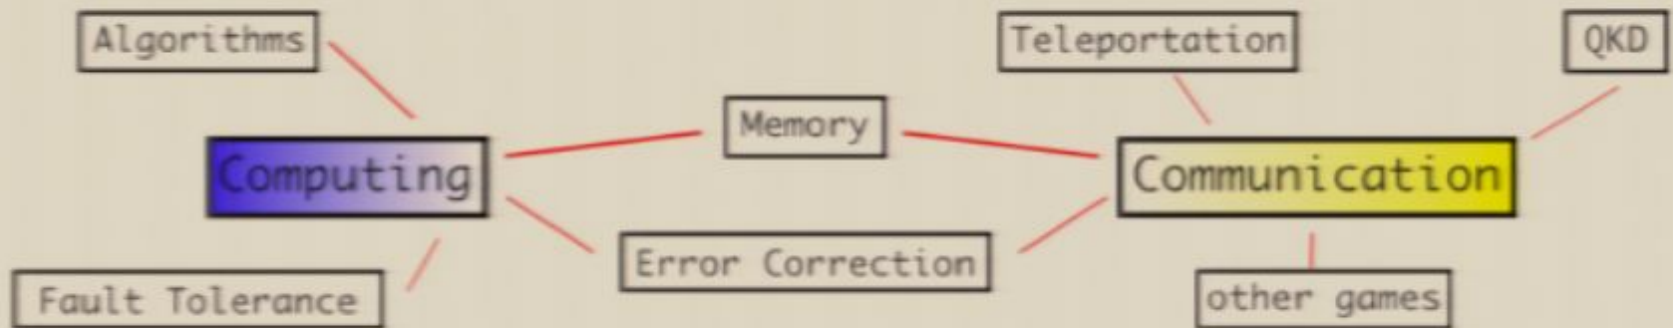 Algorithms
Teleportation
QKD
Memory
Computing
Communication
Error Correction
Fault Tolerance
other games